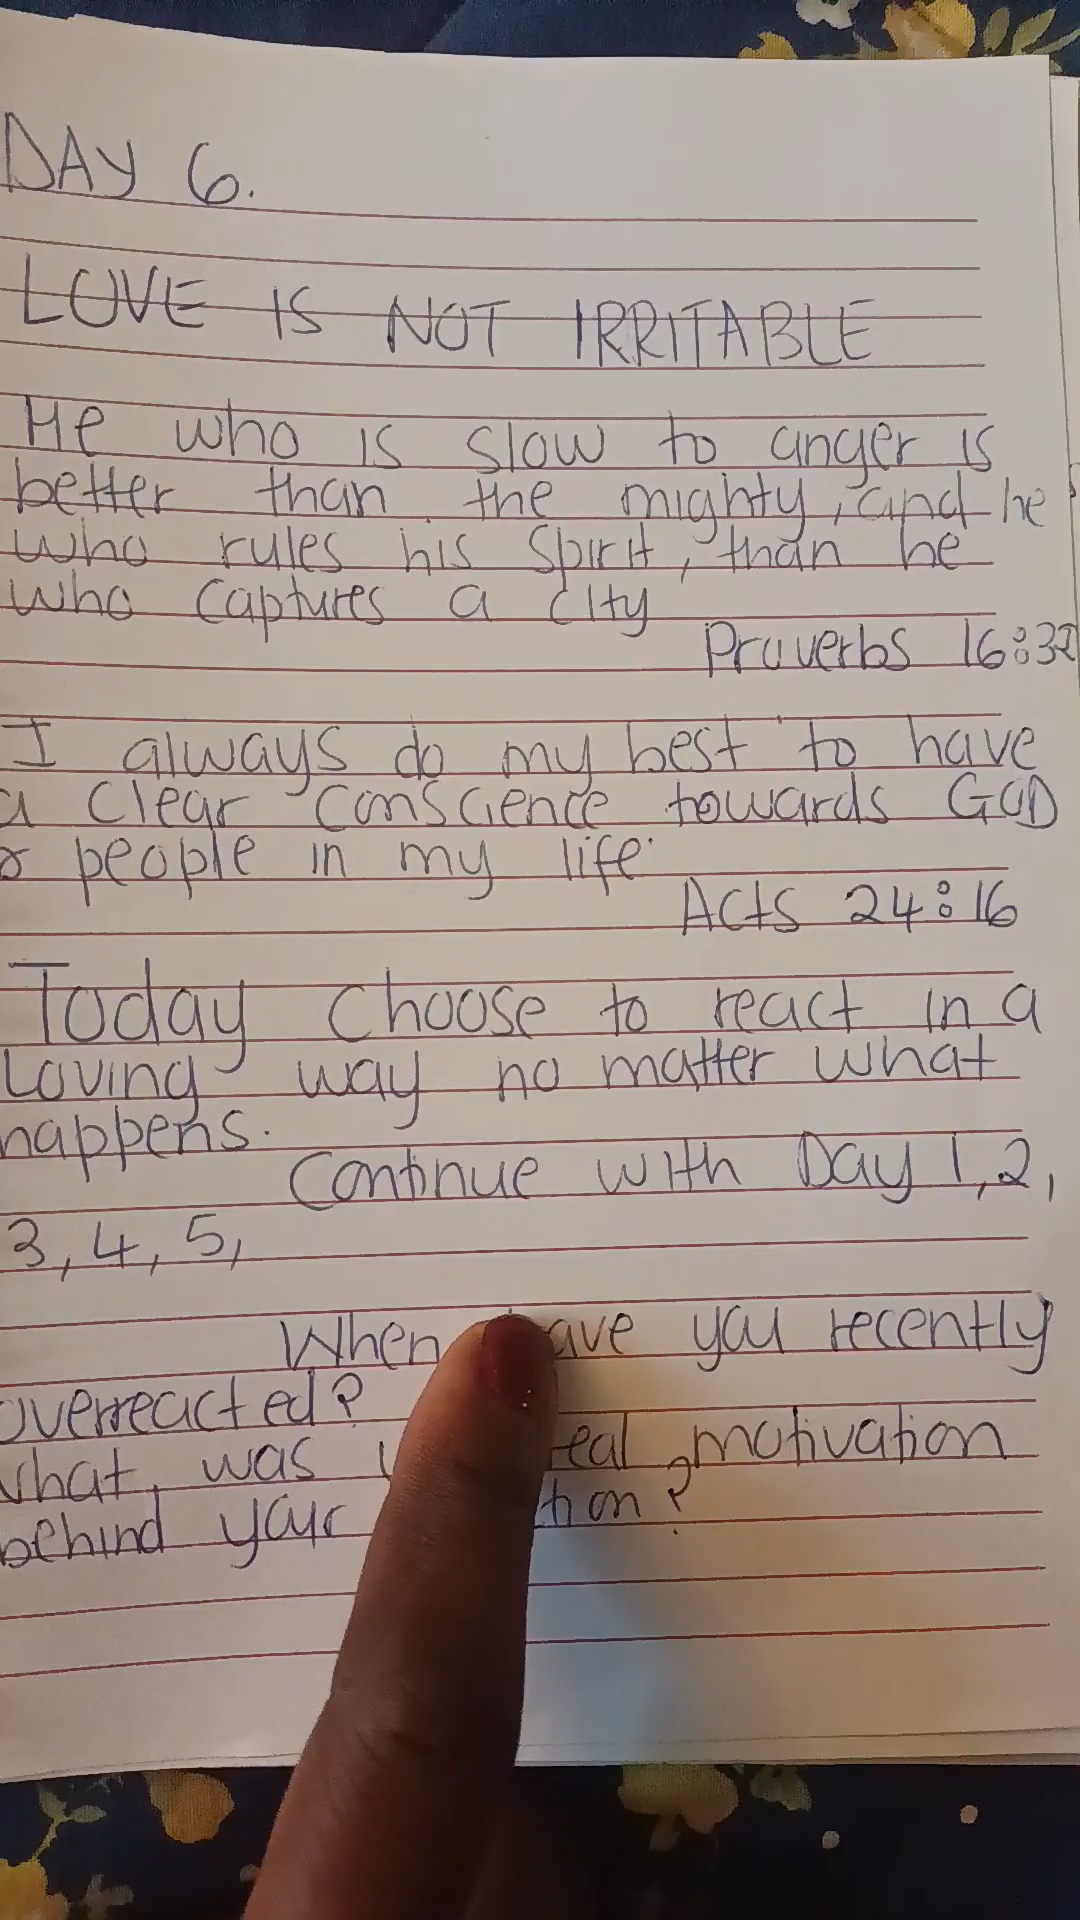 DAY 6.
LOVE IS NOT IRRITABLE
He who is slow to anger is
better than the mighty, and he
who rules his spirit, than he
who captures a city
Proverbs 16:32
I always do my best to have
a clear conscience towards GOD
& people in my life.
Acts 24:16
Today choose to react in a
Loving way no matter what
happens.
Continue with Day 1, 2,
3, 4, 5,
When have you recently
overreacted?
what was real motivation
behind your ?